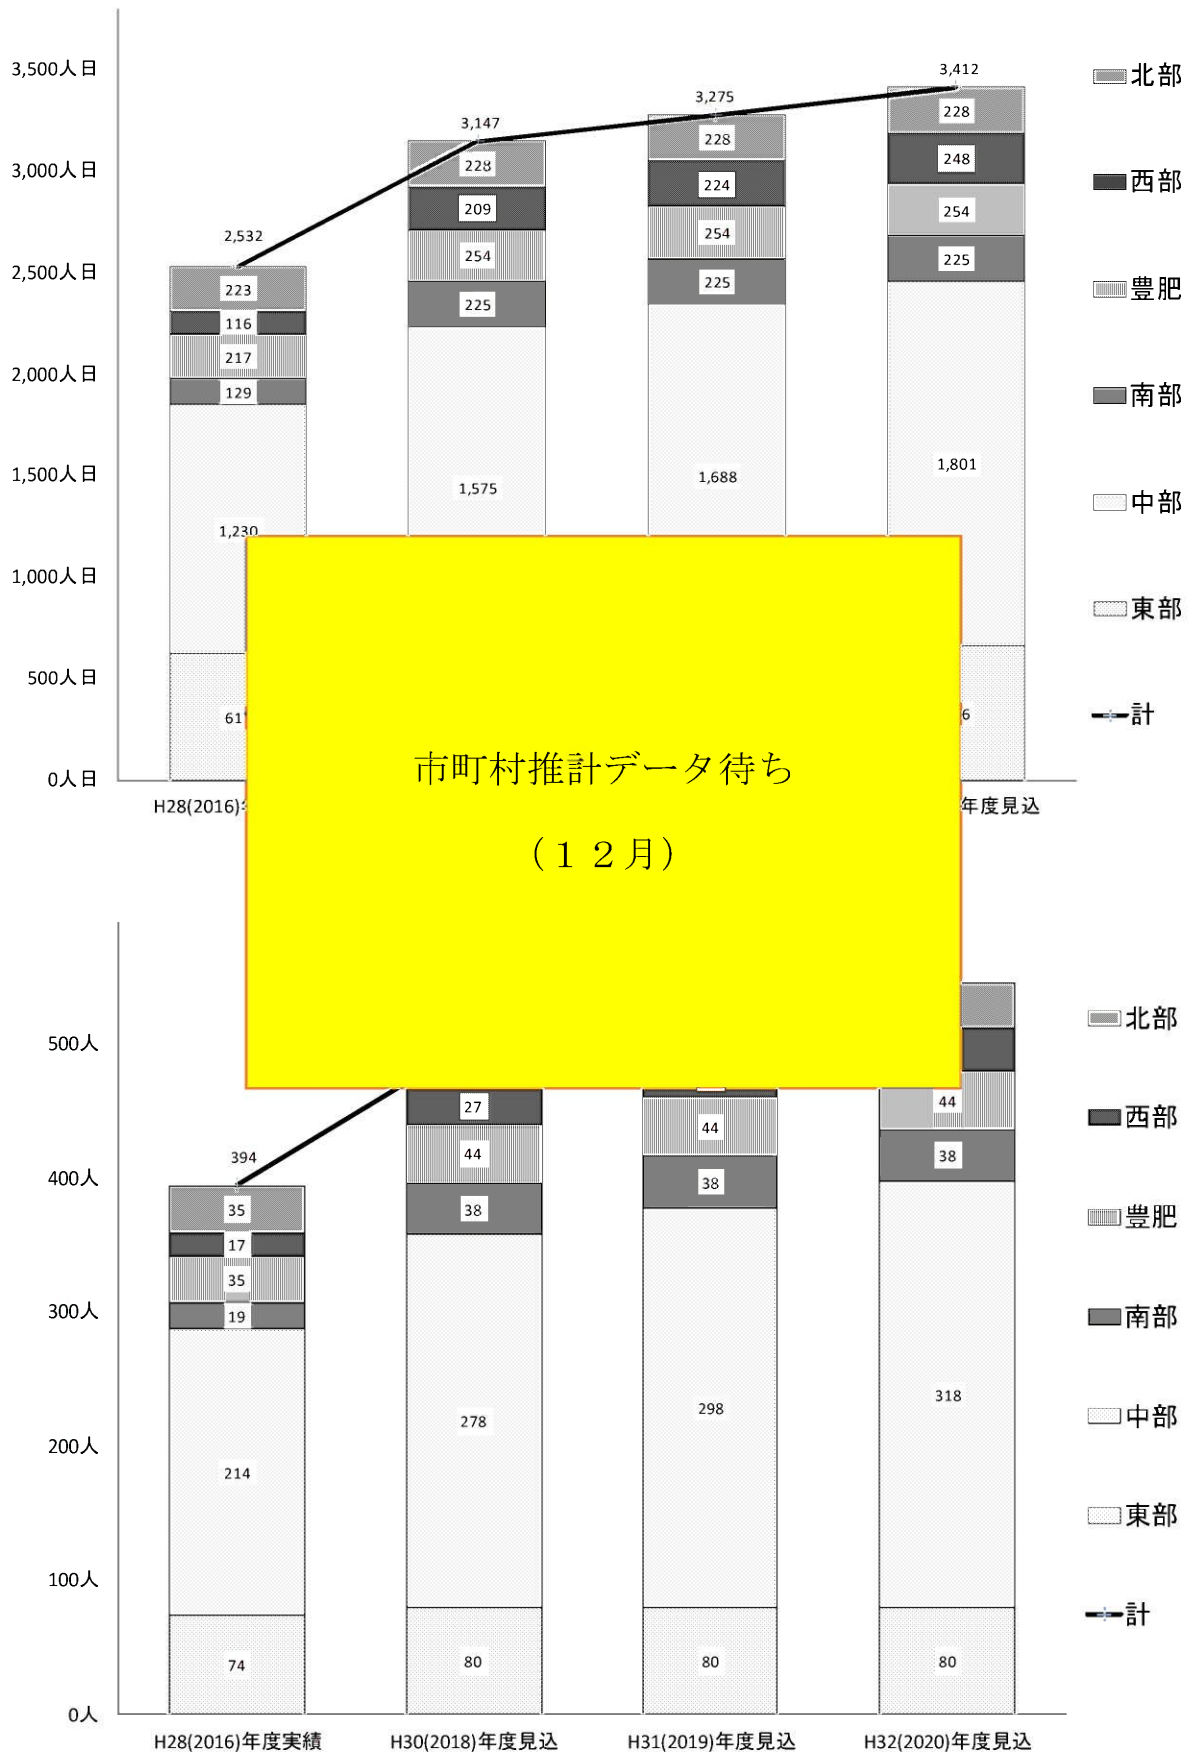 3,500人日
3,000人日
2,500人日
2,000人日
1,500人日
1,000人日
500人日
0人日
2,532
223
116
217
129
1,230
61
3,147
228
209
254
225
1,575
3,275
228
224
254
225
1,688
3,412
228
248
254
225
1,801
6
H28(2016)年
年度見込
北部
西部
豊肥
南部
中部
東部
計
市町村推計データ待ち
（１２月）
500人
400人
300人
200人
100人
0人
394
35
17
35
19
214
74
27
44
38
278
80
44
38
298
80
44
38
318
80
H28(2016)年度実績
H30(2018)年度見込
H31(2019)年度見込
H32(2020)年度見込
北部
西部
豊肥
南部
中部
東部
計